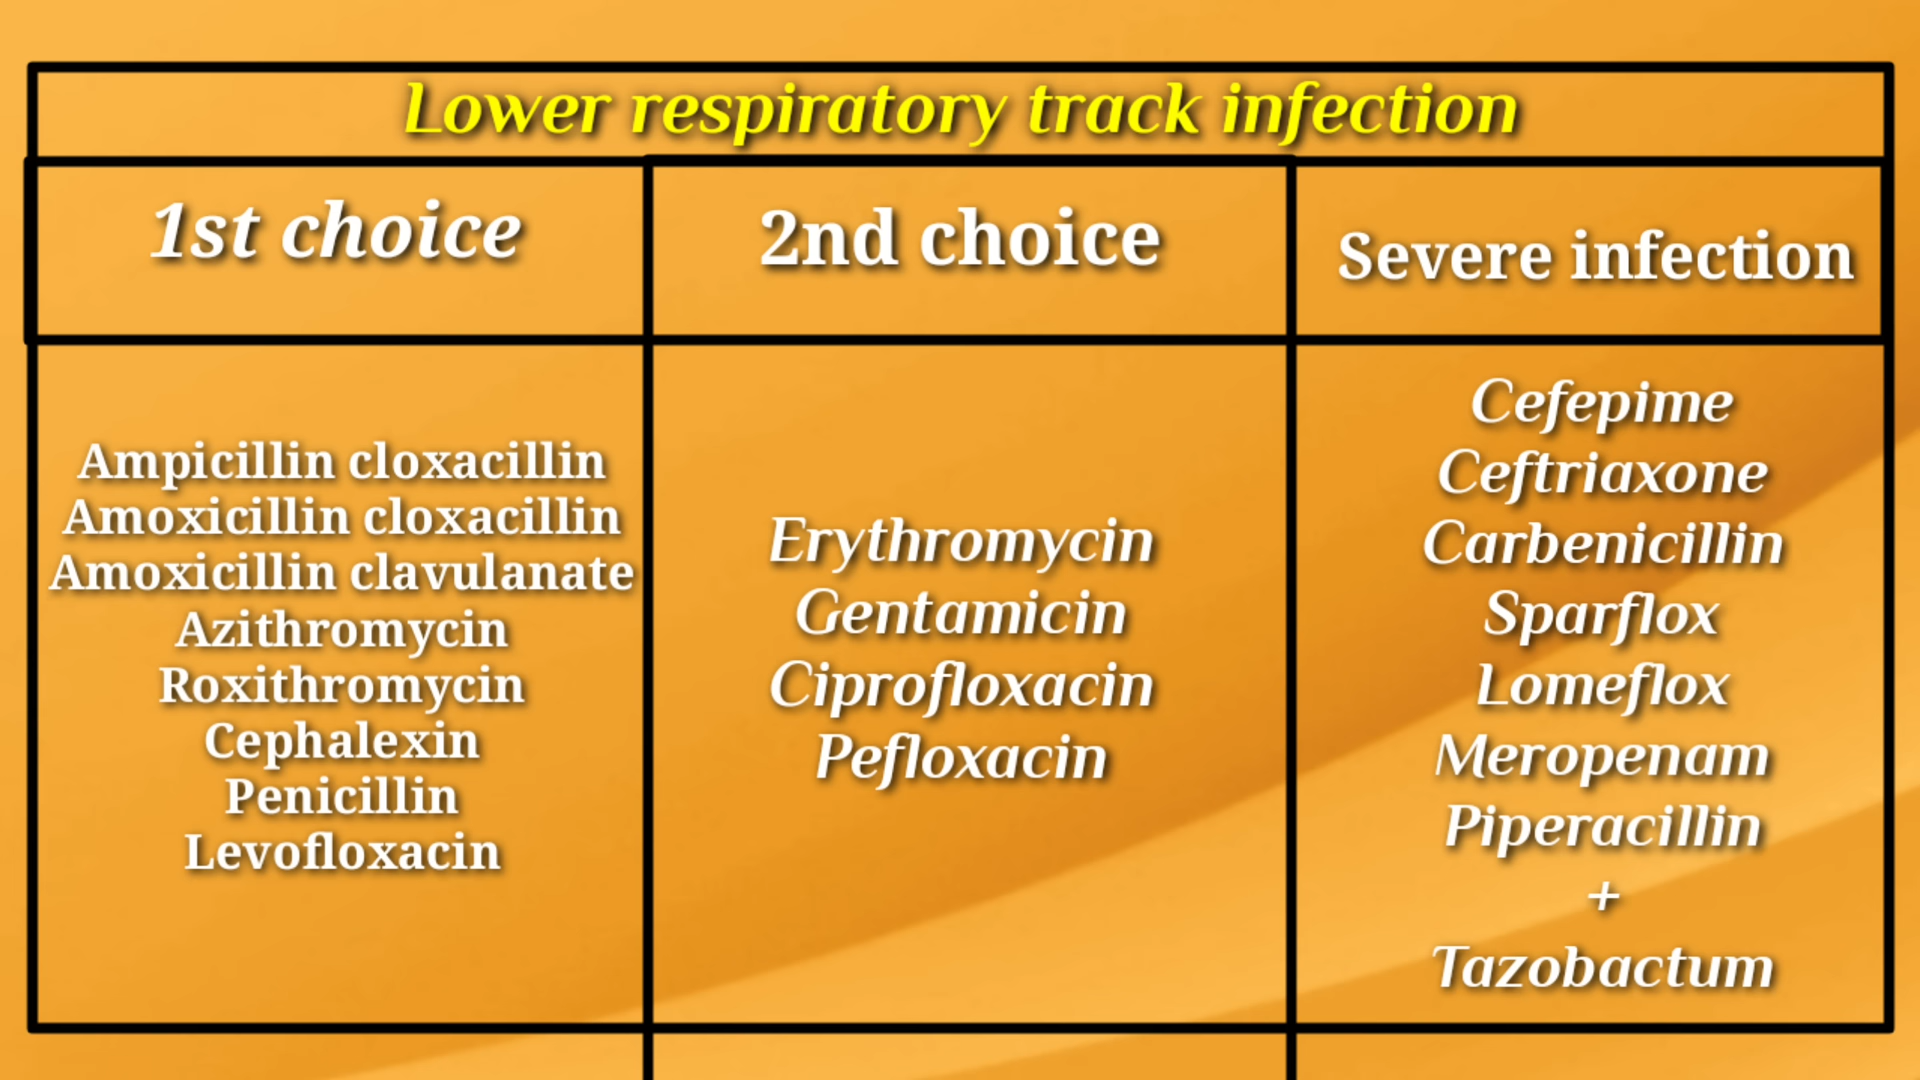 Lower respiratory track infection
1st choice
2nd choice
Severe infection
Ampicillin cloxacillin
Amoxicillin cloxacillin
Amoxicillin clavulanate
Azithromycin
Roxithromycin
Cephalexin
Penicillin
Levofloxacin
Erythromycin
Gentamicin
Ciprofloxacin
Pefloxacin
Cefepime
Ceftriaxone
Carbenicillin
Sparflox
Lomeflox
Meropenam
Piperacillin
+
Tazobactum